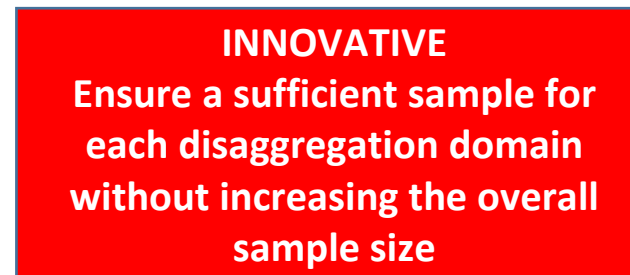 INNOVATIVE
Ensure a sufficient sample for
each disaggregation domain
without increasing the overall
sample size